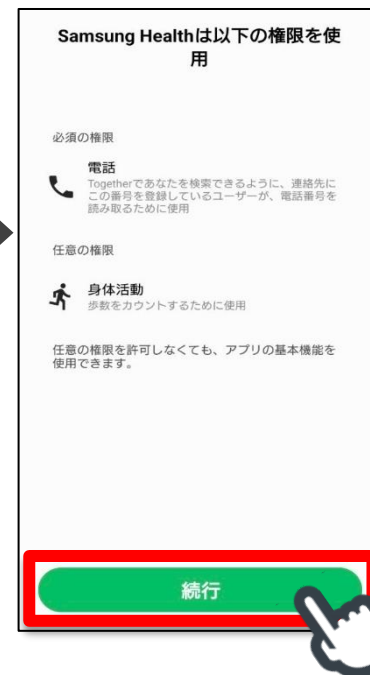 Samsung Healthは以下の権限を使
用
必須の権限
電話
Togetherであなたを検索できるように、連絡先に
この番号を登録しているユーザーが、電話番号を
読み取るために使用
任意の権限
身体活動
歩数をカウントするために使用
任意の権限を許可しなくても、アプリの基本機能を
使用できます。
続行